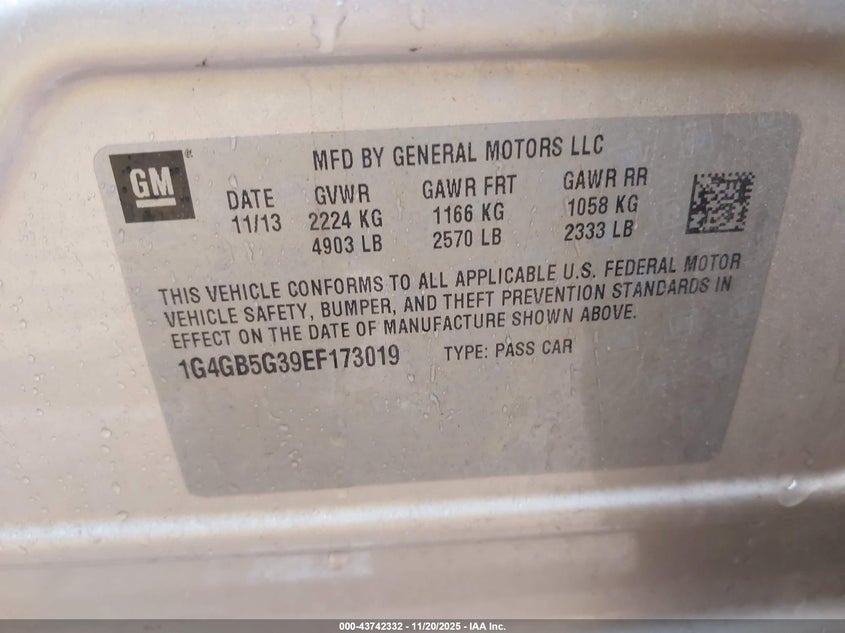 GM ®
MFD BY GENERAL MOTORS LLC
DATE GVWR GAWR FRT GAWR RR
11/13 2224 KG 1166 KG 1058 KG
4903 LB 2570 LB 2333 LB
THIS VEHICLE CONFORMS TO ALL APPLICABLE U.S. FEDERAL MOTOR
VEHICLE SAFETY, BUMPER, AND THEFT PREVENTION STANDARDS IN
EFFECT ON THE DATE OF MANUFACTURE SHOWN ABOVE.
1G4GB5G39EF173019 TYPE: PASS CAR
000-43742332 - 11/20/2025 - IAA Inc.